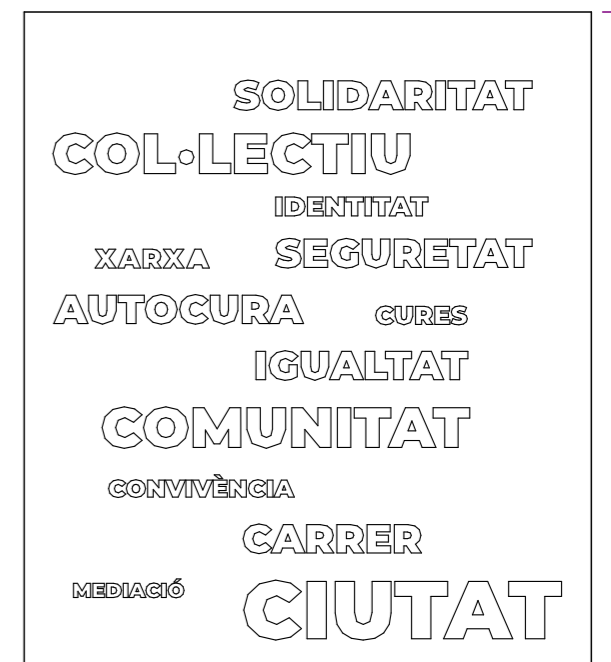 SOLIDARITAT
COL·LECTIU
IDENTITAT
XARXA SEGURETAT
AUTOCURA CURES
IGUALTAT
COMUNITAT
CONVIVÈNCIA
CARRER
MEDIACIÓ CIUTAT